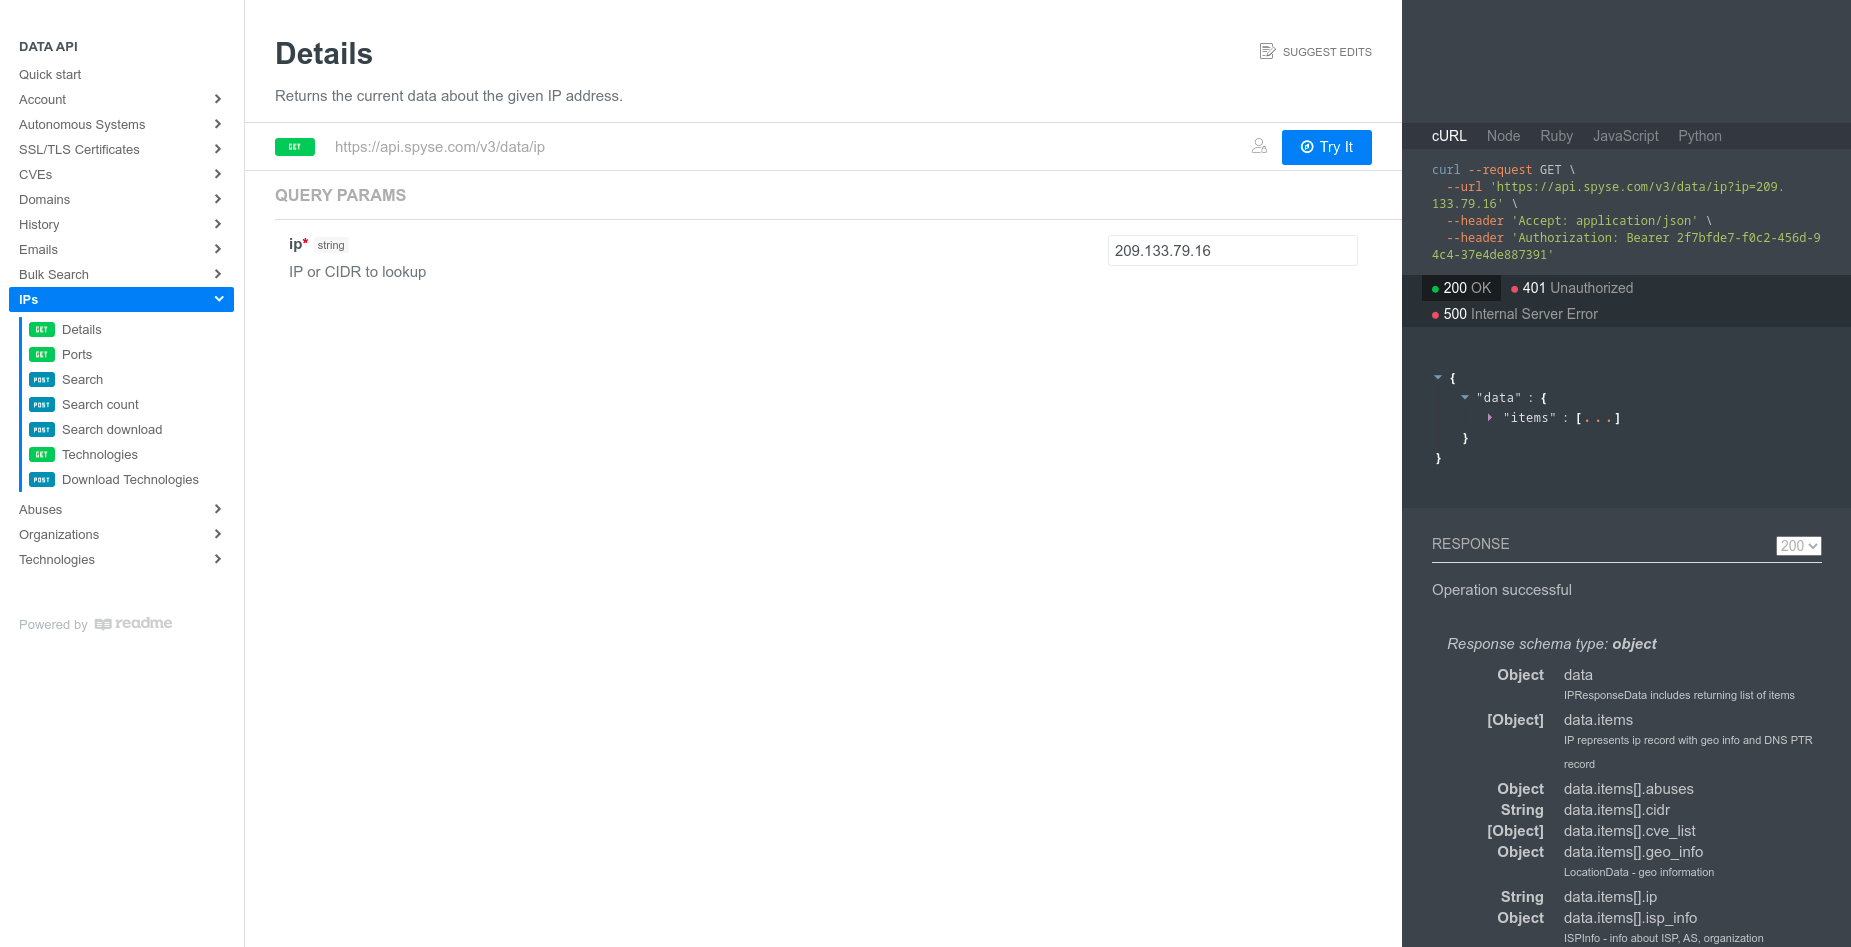 DATA API
Quick start
Account
Autonomous Systems
SSL/TLS Certificates
CVEs
Domains
History
Emails
Bulk Search
IPs
GET Details
GET Ports
POST Search
POST Search count
POST Search download
GET Technologies
POST Download Technologies
Abuses
Organizations
Technologies
Powered by readme
Details
SUGGEST EDITS
Returns the current data about the given IP address.
GET https://api.spyse.com/v3/data/ip
Try It
QUERY PARAMS
ip* string
209.133.79.16
IP or CIDR to lookup
cURL Node Ruby JavaScript Python
curl --request GET \
--url 'https://api.spyse.com/v3/data/ip?ip=209.
133.79.16' \
--header 'Accept: application/json' \
--header 'Authorization: Bearer 2f7bfde7-f0c2-456d-9
4c4-37e4de887391'
200 OK 401 Unauthorized
500 Internal Server Error
{
"data" : {
"items" : [...]
}
}
RESPONSE 200
Operation successful
Response schema type: object
Object data
IPResponseData includes returning list of items
[Object] data.items
IP represents ip record with geo info and DNS PTR
record
Object data.items[].abuses
String data.items[].cidr
[Object] data.items[].cve_list
Object data.items[].geo_info
LocationData - geo information
String data.items[].ip
Object data.items[].isp_info
ISPInfo - info about ISP, AS, organization